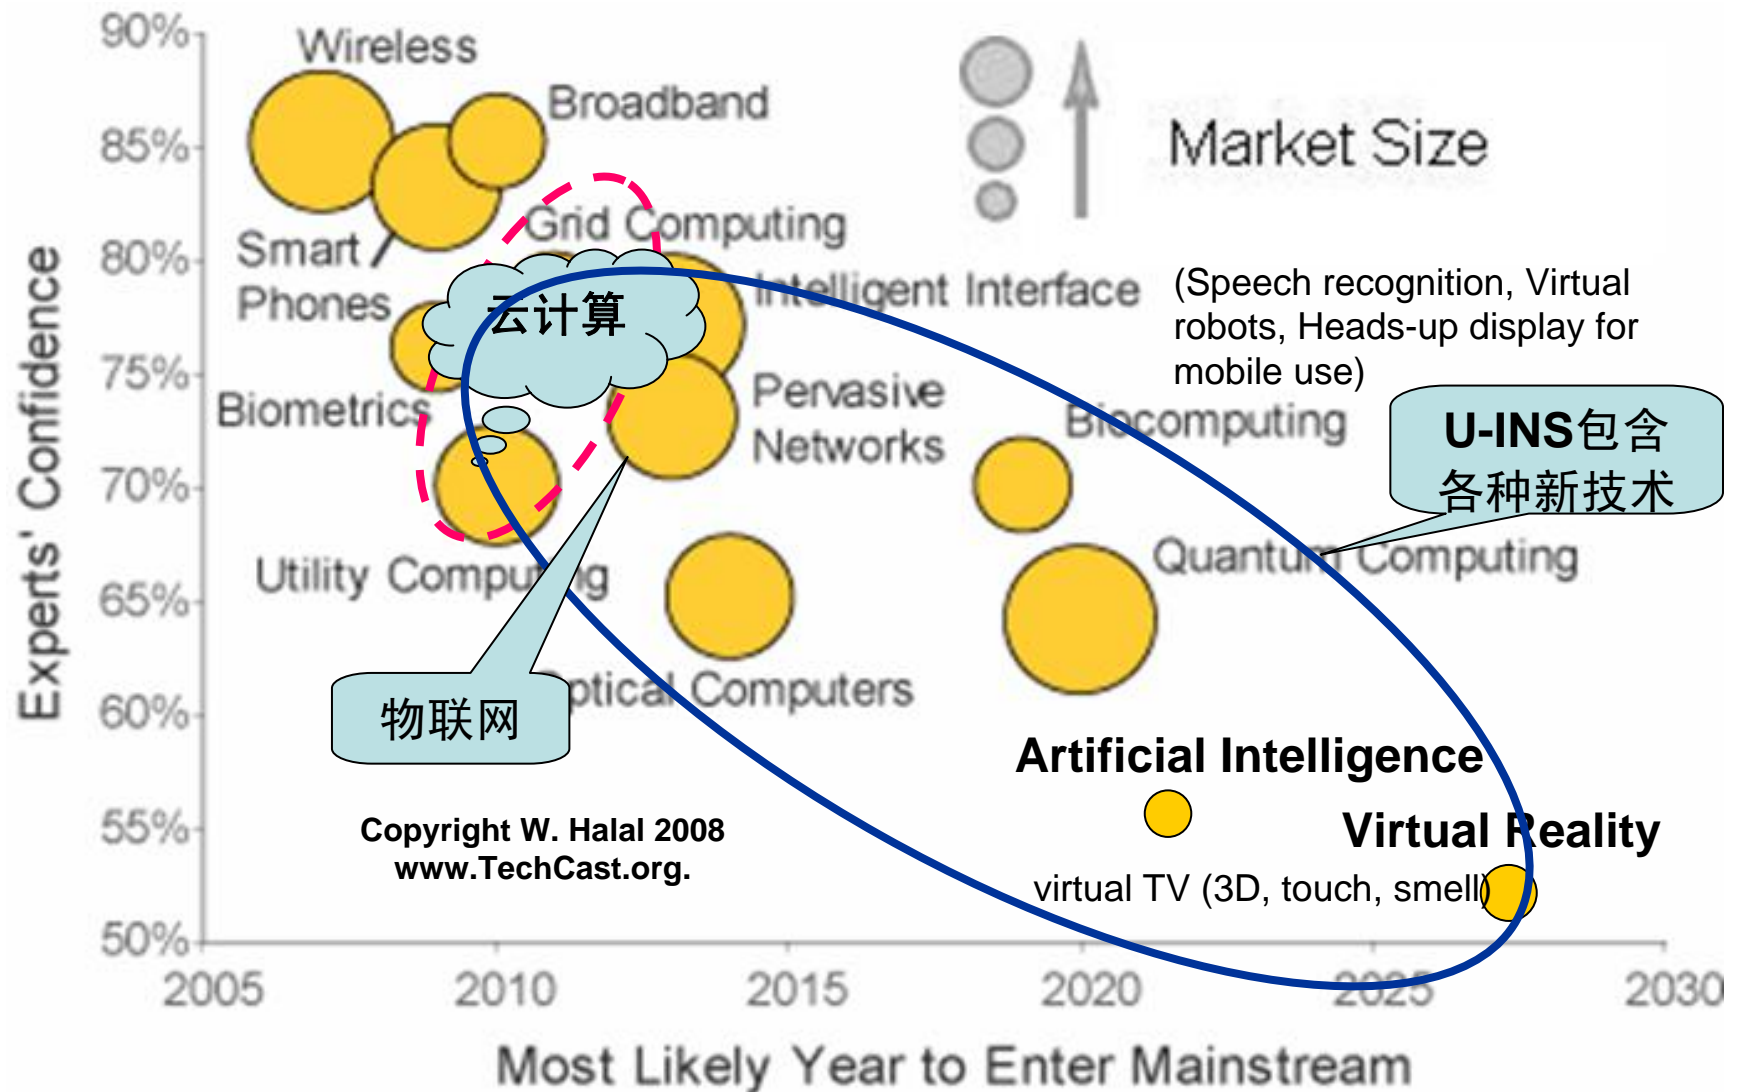 90%
Wireless
Broadband
85%
Market Size
Grid Computing
80%
Smart
Phones
云计算
Intelligent Interface
(Speech recognition, Virtual
robots, Heads-up display for
mobile use)
75%
Biometrics
Pervasive
Networks
Biocomputing
U-INS包含
各种新技术
70%
Utility Computing
Quantum Computing
65%
Optical Computers
60%
物联网
Artificial Intelligence
55%
Virtual Reality
Copyright W. Halal 2008
www.TechCast.org.
virtual TV (3D, touch, smell)
50%
Experts' Confidence
2005
2010
2015
2020
2025
2030
Most Likely Year to Enter Mainstream